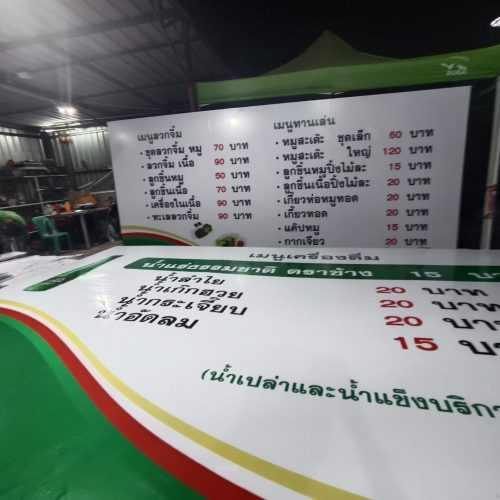 เมนูลวกจิ้ม
• ชุดลวกจิ้ม หมู 70 บาท
• ลวกจิ้ม เนื้อ 90 บาท
• ลูกชิ้นหมู 50 บาท
• ลูกชิ้นเนื้อ 70 บาท
• เครื่องในเนื้อ 90 บาท
• ทะเลลวกจิ้ม 90 บาท
เมนูทานเล่น
• หมูสะเต๊ะ ชุดเล็ก 60 บาท
• หมูสะเต๊ะ ใหญ่ 120 บาท
• ลูกชิ้นหมูปิ้งไม้ละ 15 บาท
• ลูกชิ้นเนื้อปิ้งไม้ละ 20 บาท
• เกี๊ยวห่อหมูทอด 20 บาท
• เกี๊ยวทอด 20 บาท
• แค๊ปหมู 15 บาท
• กากเจียว 20 บาท
เมนูเครื่องดื่ม
น้ำแร่ธรรมชาติ ตราช้าง 15
น้ำลำไย 20 บาท
น้ำเก๊กฮวย 20 บาท
น้ำกระเจี๊ยบ 20
น้ำอัดลม 15
(น้ำเปล่าและน้ำแข็งบริกา